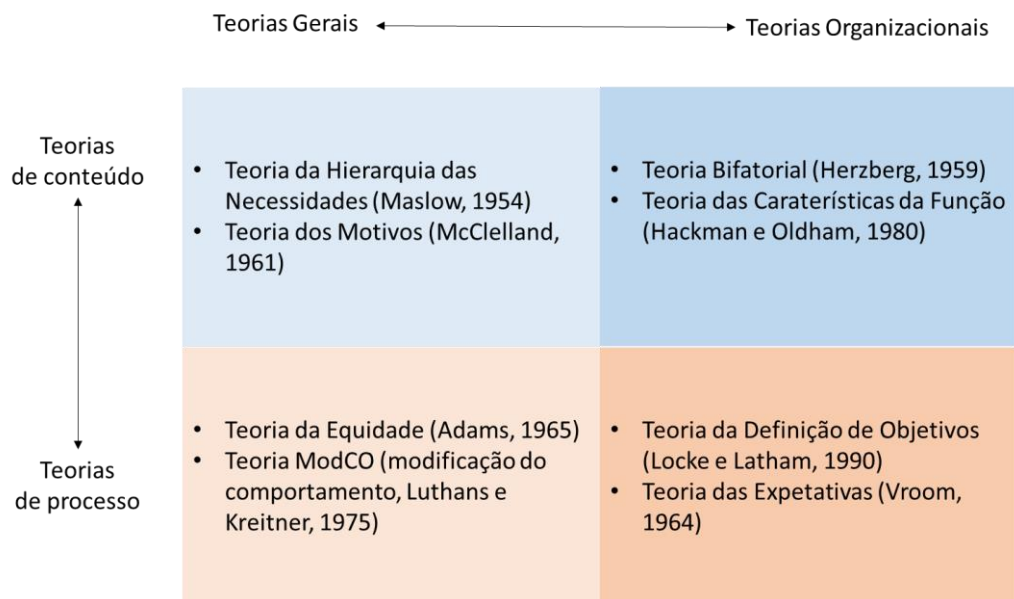 Teorias Gerais
Teorias Organizacionais
Teorias
de conteúdo
• Teoria da Hierarquia das
Necessidades (Maslow, 1954)
• Teoria dos Motivos (McClelland,
1961)
• Teoria Bifatorial (Herzberg, 1959)
• Teoria das Caraterísticas da Função
(Hackman e Oldham, 1980)
Teorias
de processo
• Teoria da Equidade (Adams, 1965)
• Teoria ModCO (modificação do
comportamento, Luthans e
Kreitner, 1975)
• Teoria da Definição de Objetivos
(Locke e Latham, 1990)
• Teoria das Expetativas (Vroom,
1964)